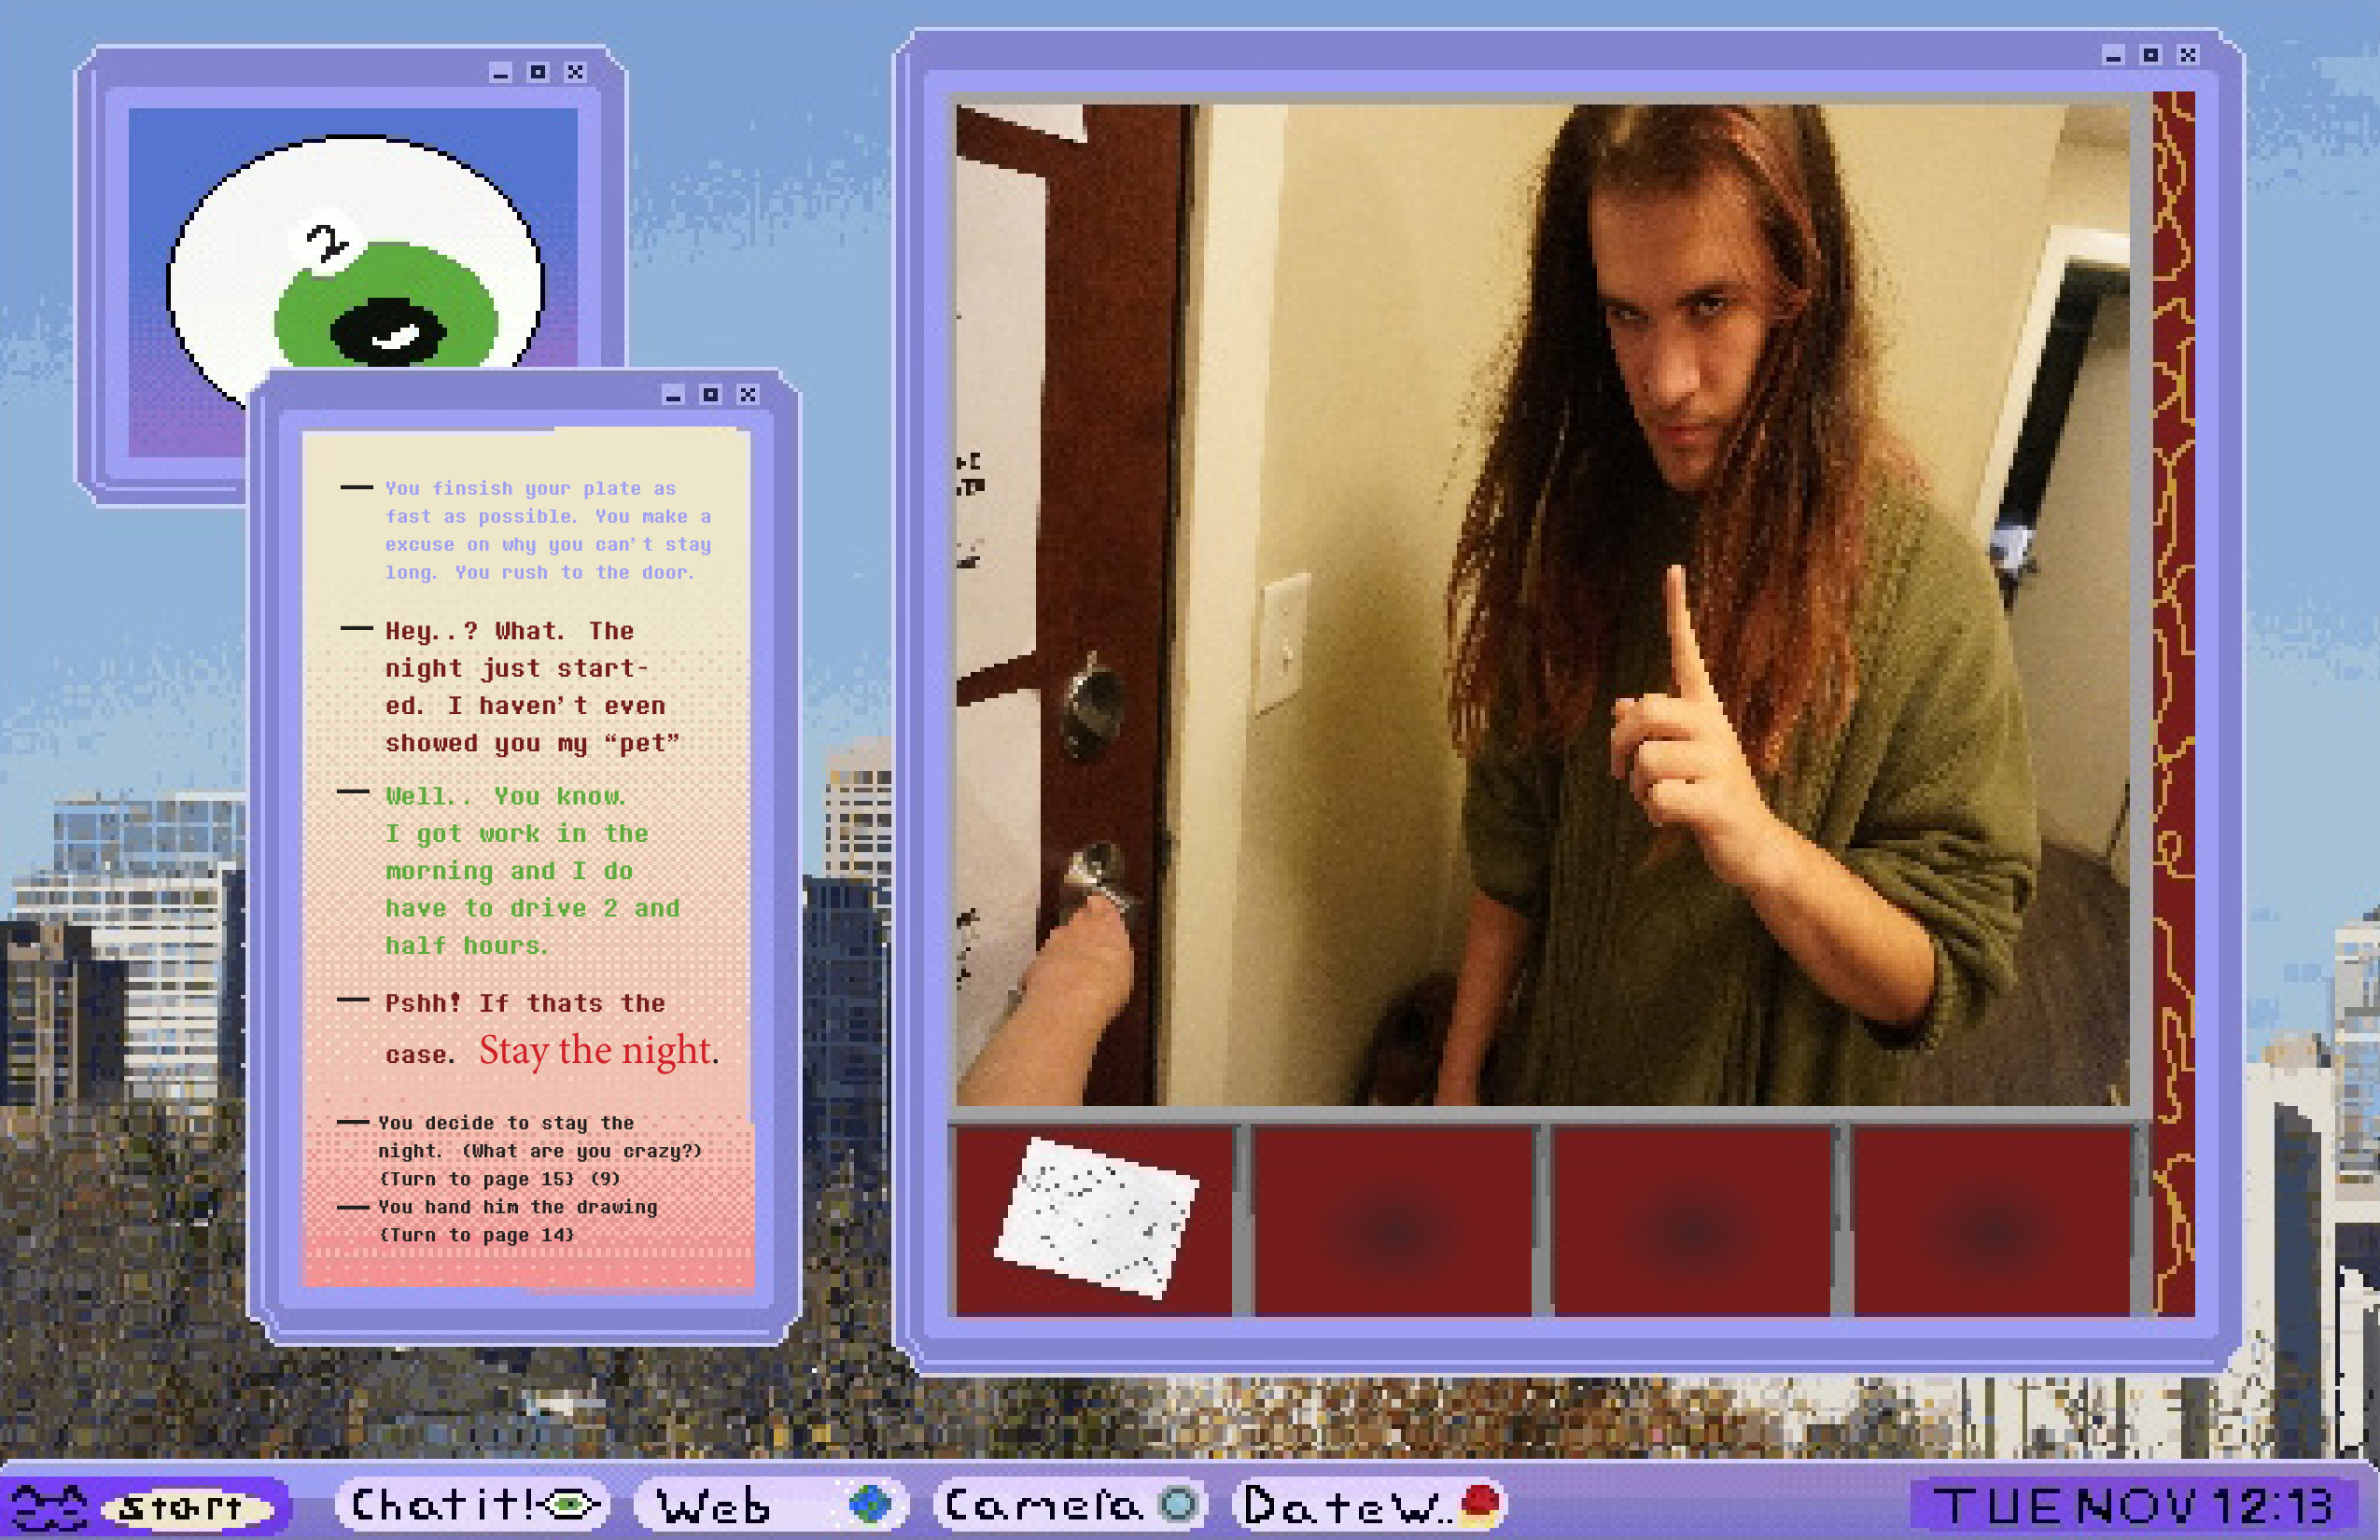 2
— You finsish your plate as
fast as possible. You make a
excuse on why you can't stay
long. You rush to the door.
— Hey..? What. The
night just start-
ed. I haven't even
showed you my “pet”
— Well.. You know.
I got work in the
morning and I do
have to drive 2 and
half hours.
— Pshh! If thats the
case. Stay the night.
— You decide to stay the
night. (What are you crazy?)
{Turn to page 15} (9)
— You hand him the drawing
{Turn to page 14}
Start
Chatit!
Web
Camera
DateW..
TUE NOV 12:13